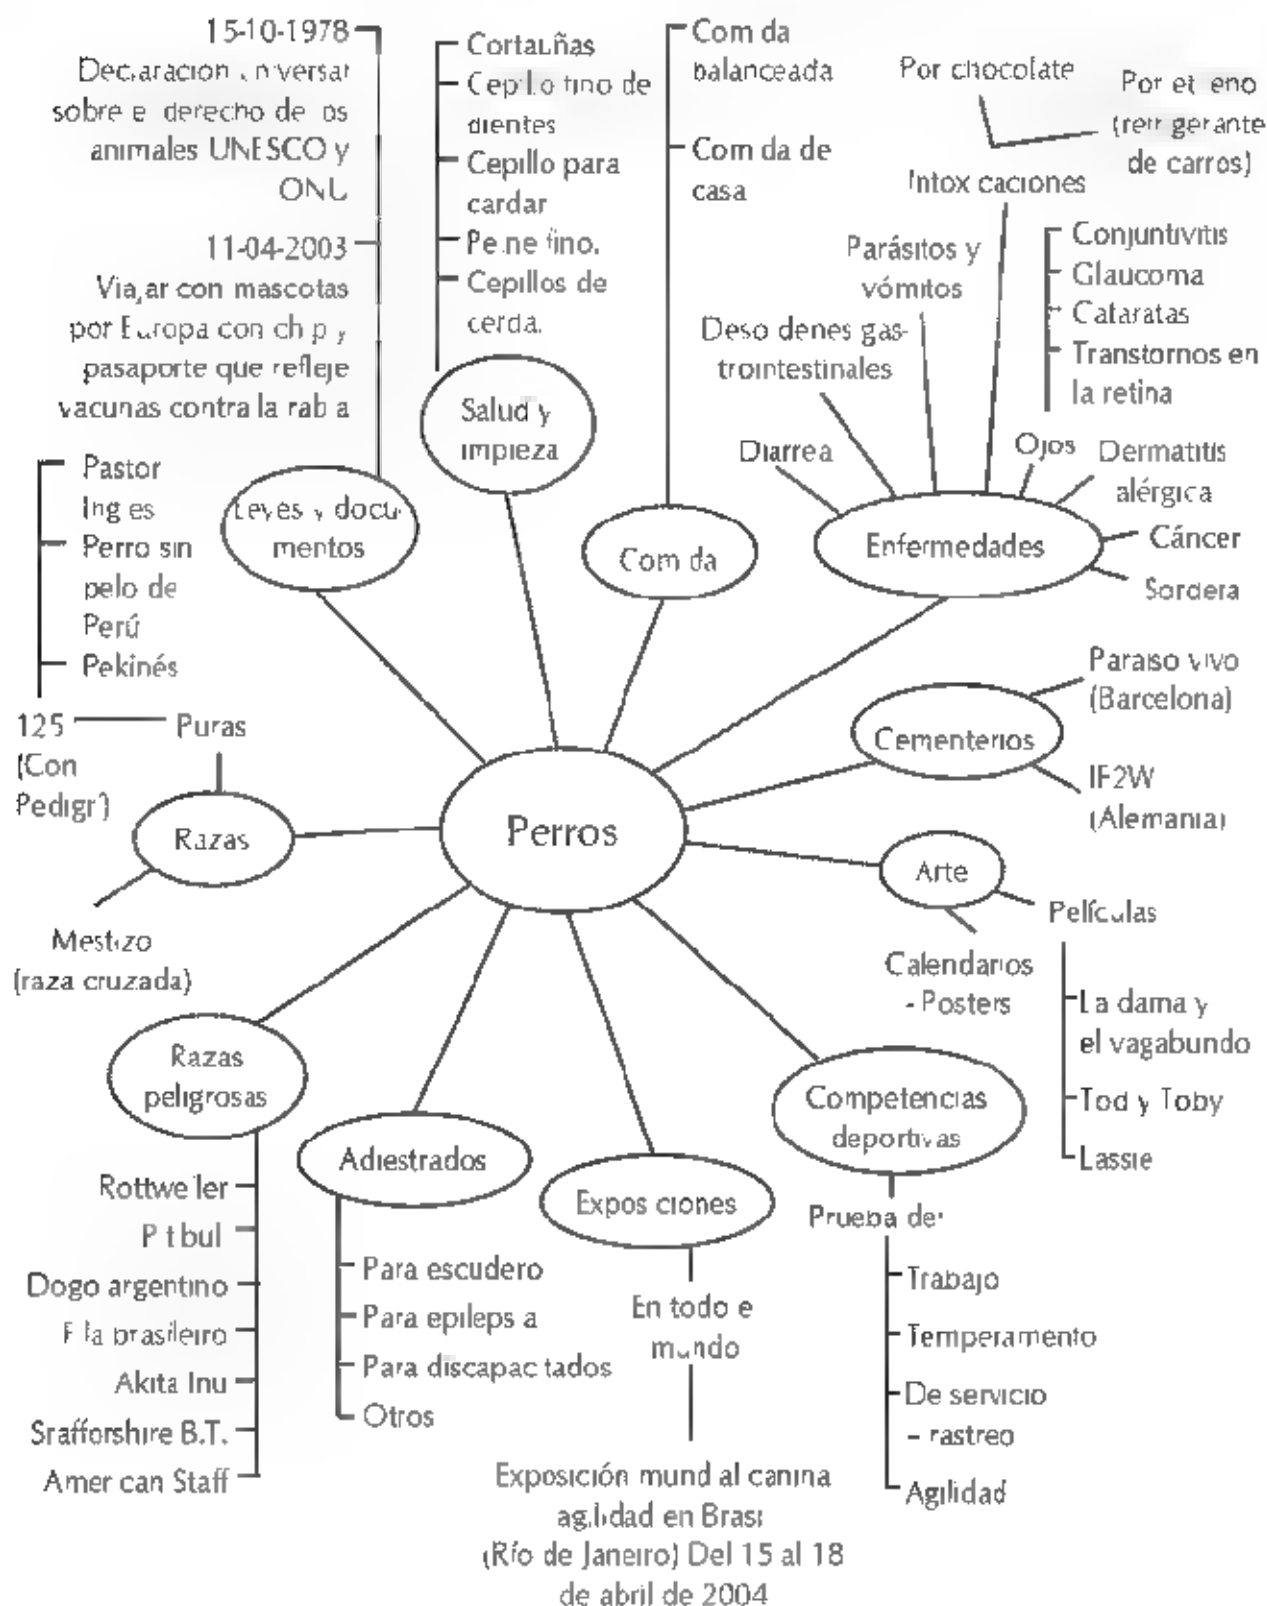 15-10-1978
Declaración universal
sobre el derecho de los
animales UNESCO y
ONU
11-04-2003
Viajar con mascotas
por Europa con chip y
pasaporte que refleje
vacunas contra la rabia
Leyes y docu-
mentos
Cortauñas
Cepillo fino de
dientes
Cepillo para
cardar
Peine fino.
Cepillos de
cerda.
Salud y
limpieza
Comida
balanceada
Comida de
casa
Comida
Por chocolate
Por etileno
(refrigerante
de carros)
Intoxicaciones
Parásitos y
vómitos
Desordenes gas-
trointestinales
Diarrea
Conjuntivitis
Glaucoma
Cataratas
Transtornos en
la retina
Ojos
Dermatitis
alérgica
Cáncer
Sordera
Enfermedades
Paraiso vivo
(Barcelona)
Cementerios
IF2W
(Alemania)
Pastor
Ingles
Perro sin
pelo de
Perú
Pekinés
125
(Con
Pedigrí)
Puras
Razas
Mestizo
(raza cruzada)
Perros
Arte
Películas
Calendarios
- Posters
La dama y
el vagabundo
Tod y Toby
Lassie
Razas
peligrosas
Rottweiler
Pitbul
Dogo argentino
Fila brasileiro
Akita Inu
Srafforshire B.T.
American Staff
Adiestrados
Para escudero
Para epilepsia
Para discapacitados
Otros
Exposiciones
En todo el
mundo
Exposición mundial canina
agilidad en Brasil
(Río de Janeiro) Del 15 al 18
de abril de 2004
Competencias
deportivas
Prueba de:
Trabajo
Temperamento
De servicio
– rastreo
Agilidad